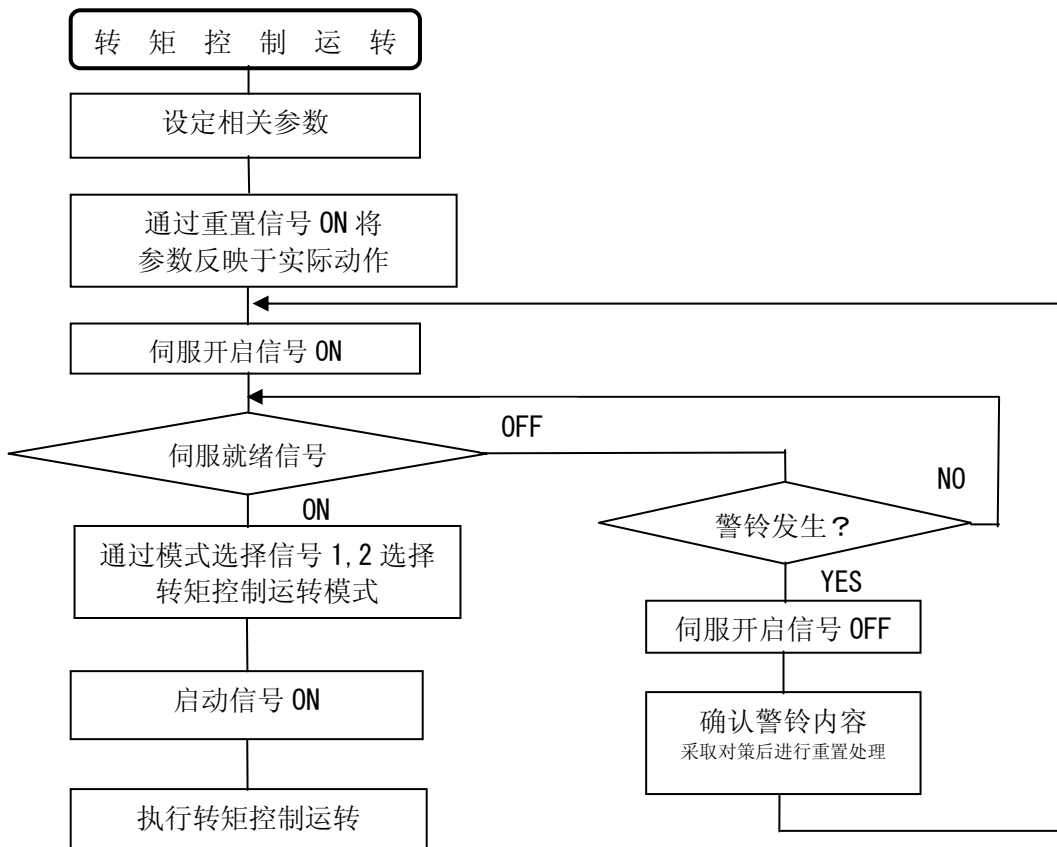 转 矩 控 制 运 转
设定相关参数
通过重置信号 ON 将
参数反映于实际动作
伺服开启信号 ON
伺服就绪信号
OFF
ON
警铃发生？
NO
YES
通过模式选择信号 1,2 选择
转矩控制运转模式
伺服开启信号 OFF
启动信号 ON
确认警铃内容
采取对策后进行重置处理
执行转矩控制运转